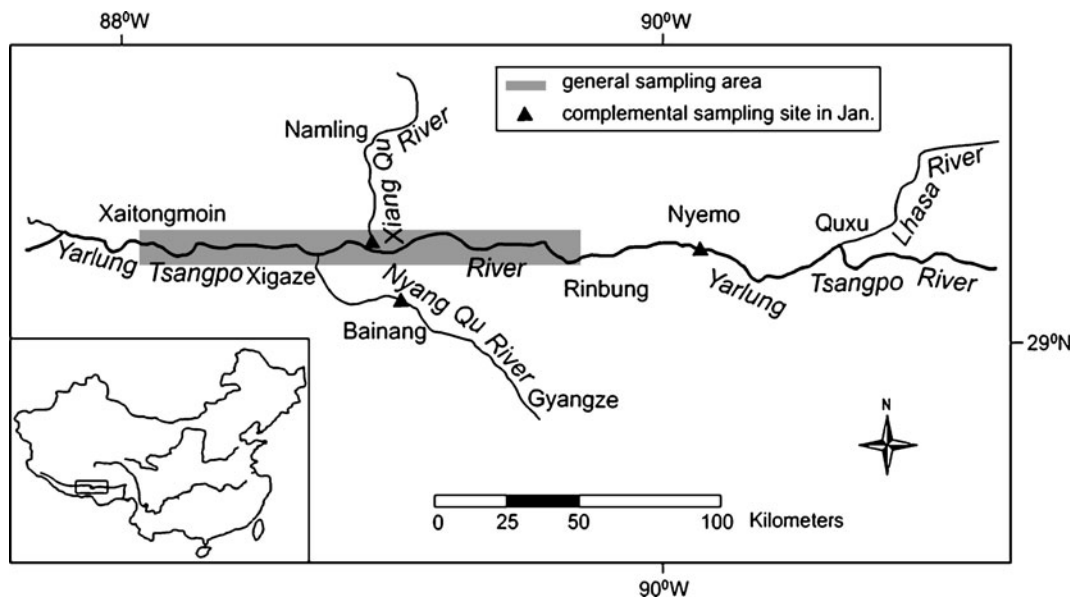 88⁰W
90⁰W
general sampling area
complemental sampling site in Jan.
Namling
Xiang Qu River
Xaitongmoin
Nyemo
Quxu
Lhasa River
Yarlung Tsangpo River
Xigaze
Rinbung
Yarlung Tsangpo River
Nyang Qu River
Bainang
29⁰N
Gyangze
N
0 25 50 100 Kilometers
90⁰W